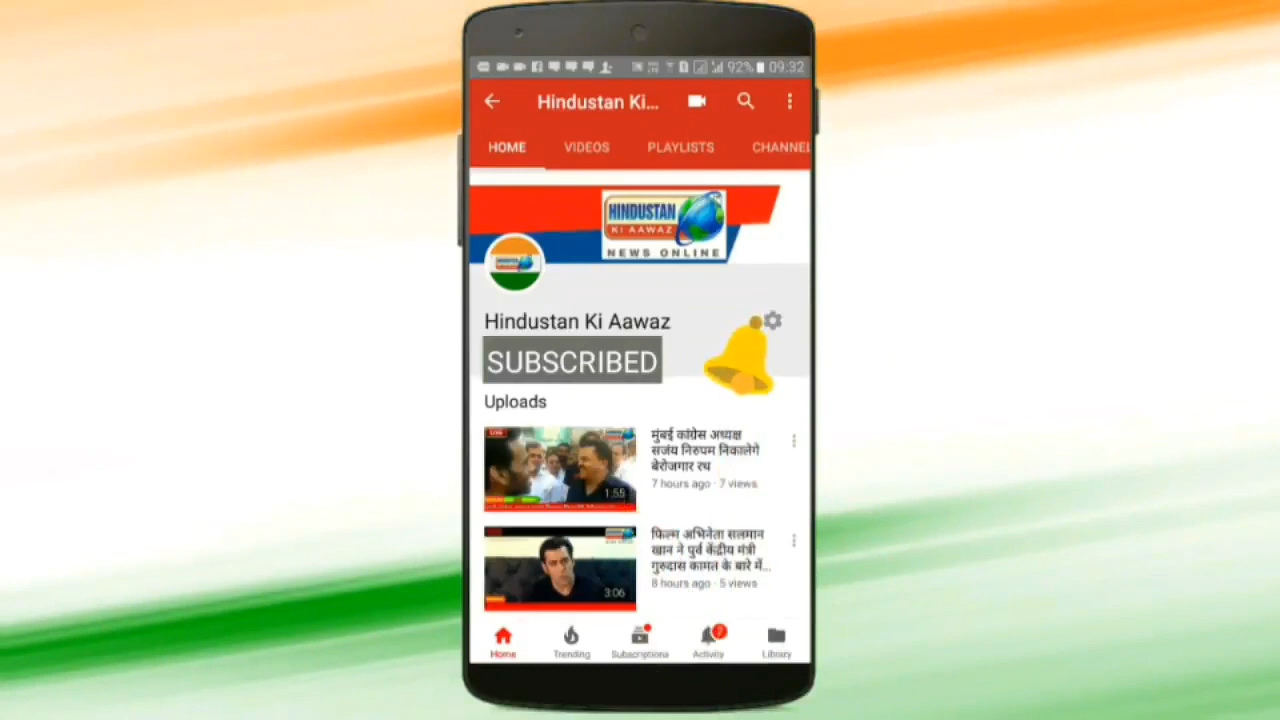 92% 09:32
Hindustan Ki...
HOME VIDEOS PLAYLISTS CHANNEL
HINDUSTAN
KI AAWAZ
NEWS ONLINE
Hindustan Ki Aawaz
SUBSCRIBED
Uploads
मुंबई कांग्रेस अध्यक्ष
सजंय निरुपम निकालेगे
बेरोजगार रथ
7 hours ago · 7 views
1:55
फिल्म अभिनेता सलमान
खान ने पुर्व केंद्रीय मंत्री
गुरुदास कामत के बारे में...
8 hours ago · 5 views
3:06
Home Trending Subscriptions Activity Library